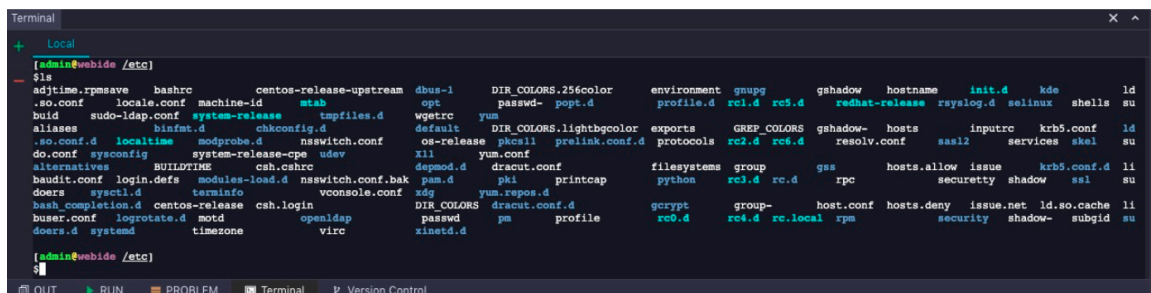 Terminal
Local
[admin@webide /etc]
$ls
adjtime.rpmsave bashrc centos-release-upstream dbus-1 DIR_COLORS.256color environment gnupg gshadow hostname init.d kde ld
.so.conf locale.conf machine-id mtab opt passwd- popt.d profile.d rc1.d rc5.d redhat-release rsyslog.d selinux shells su
buid sudo-ldap.conf system-release tmpfiles.d wgetrc yum
aliases binfmt.d chkconfig.d default DIR_COLORS.lightbgcolor exports GREP_COLORS gshadow- hosts inputrc krb5.conf ld
.so.conf.d localtime modprobe.d nsswitch.conf os-release pkcs11 prelink.conf.d protocols rc2.d rc6.d resolv.conf sasl2 services skel su
do.conf sysconfig system-release-cpe udev X11 yum.conf
alternatives BUILDTIME csh.cshrc depmod.d dracut.conf filesystems group gss hosts.allow issue krb5.conf.d li
baudit.conf login.defs modules-load.d nsswitch.conf.bak pam.d pki printcap python rc3.d rc.d rpc securetty shadow ssl su
doers sysctl.d terminfo vconsole.conf xdg yum.repos.d
bash_completion.d centos-release csh.login DIR_COLORS dracut.conf.d gcrypt group- host.conf hosts.deny issue.net ld.so.cache li
buser.conf logrotate.d motd openldap passwd pm profile rc0.d rc4.d rc.local rpm security shadow- subgid su
doers.d systemd timezone virc xinetd.d
[admin@webide /etc]
$
OUT RUN PROBLEM Terminal Version Control